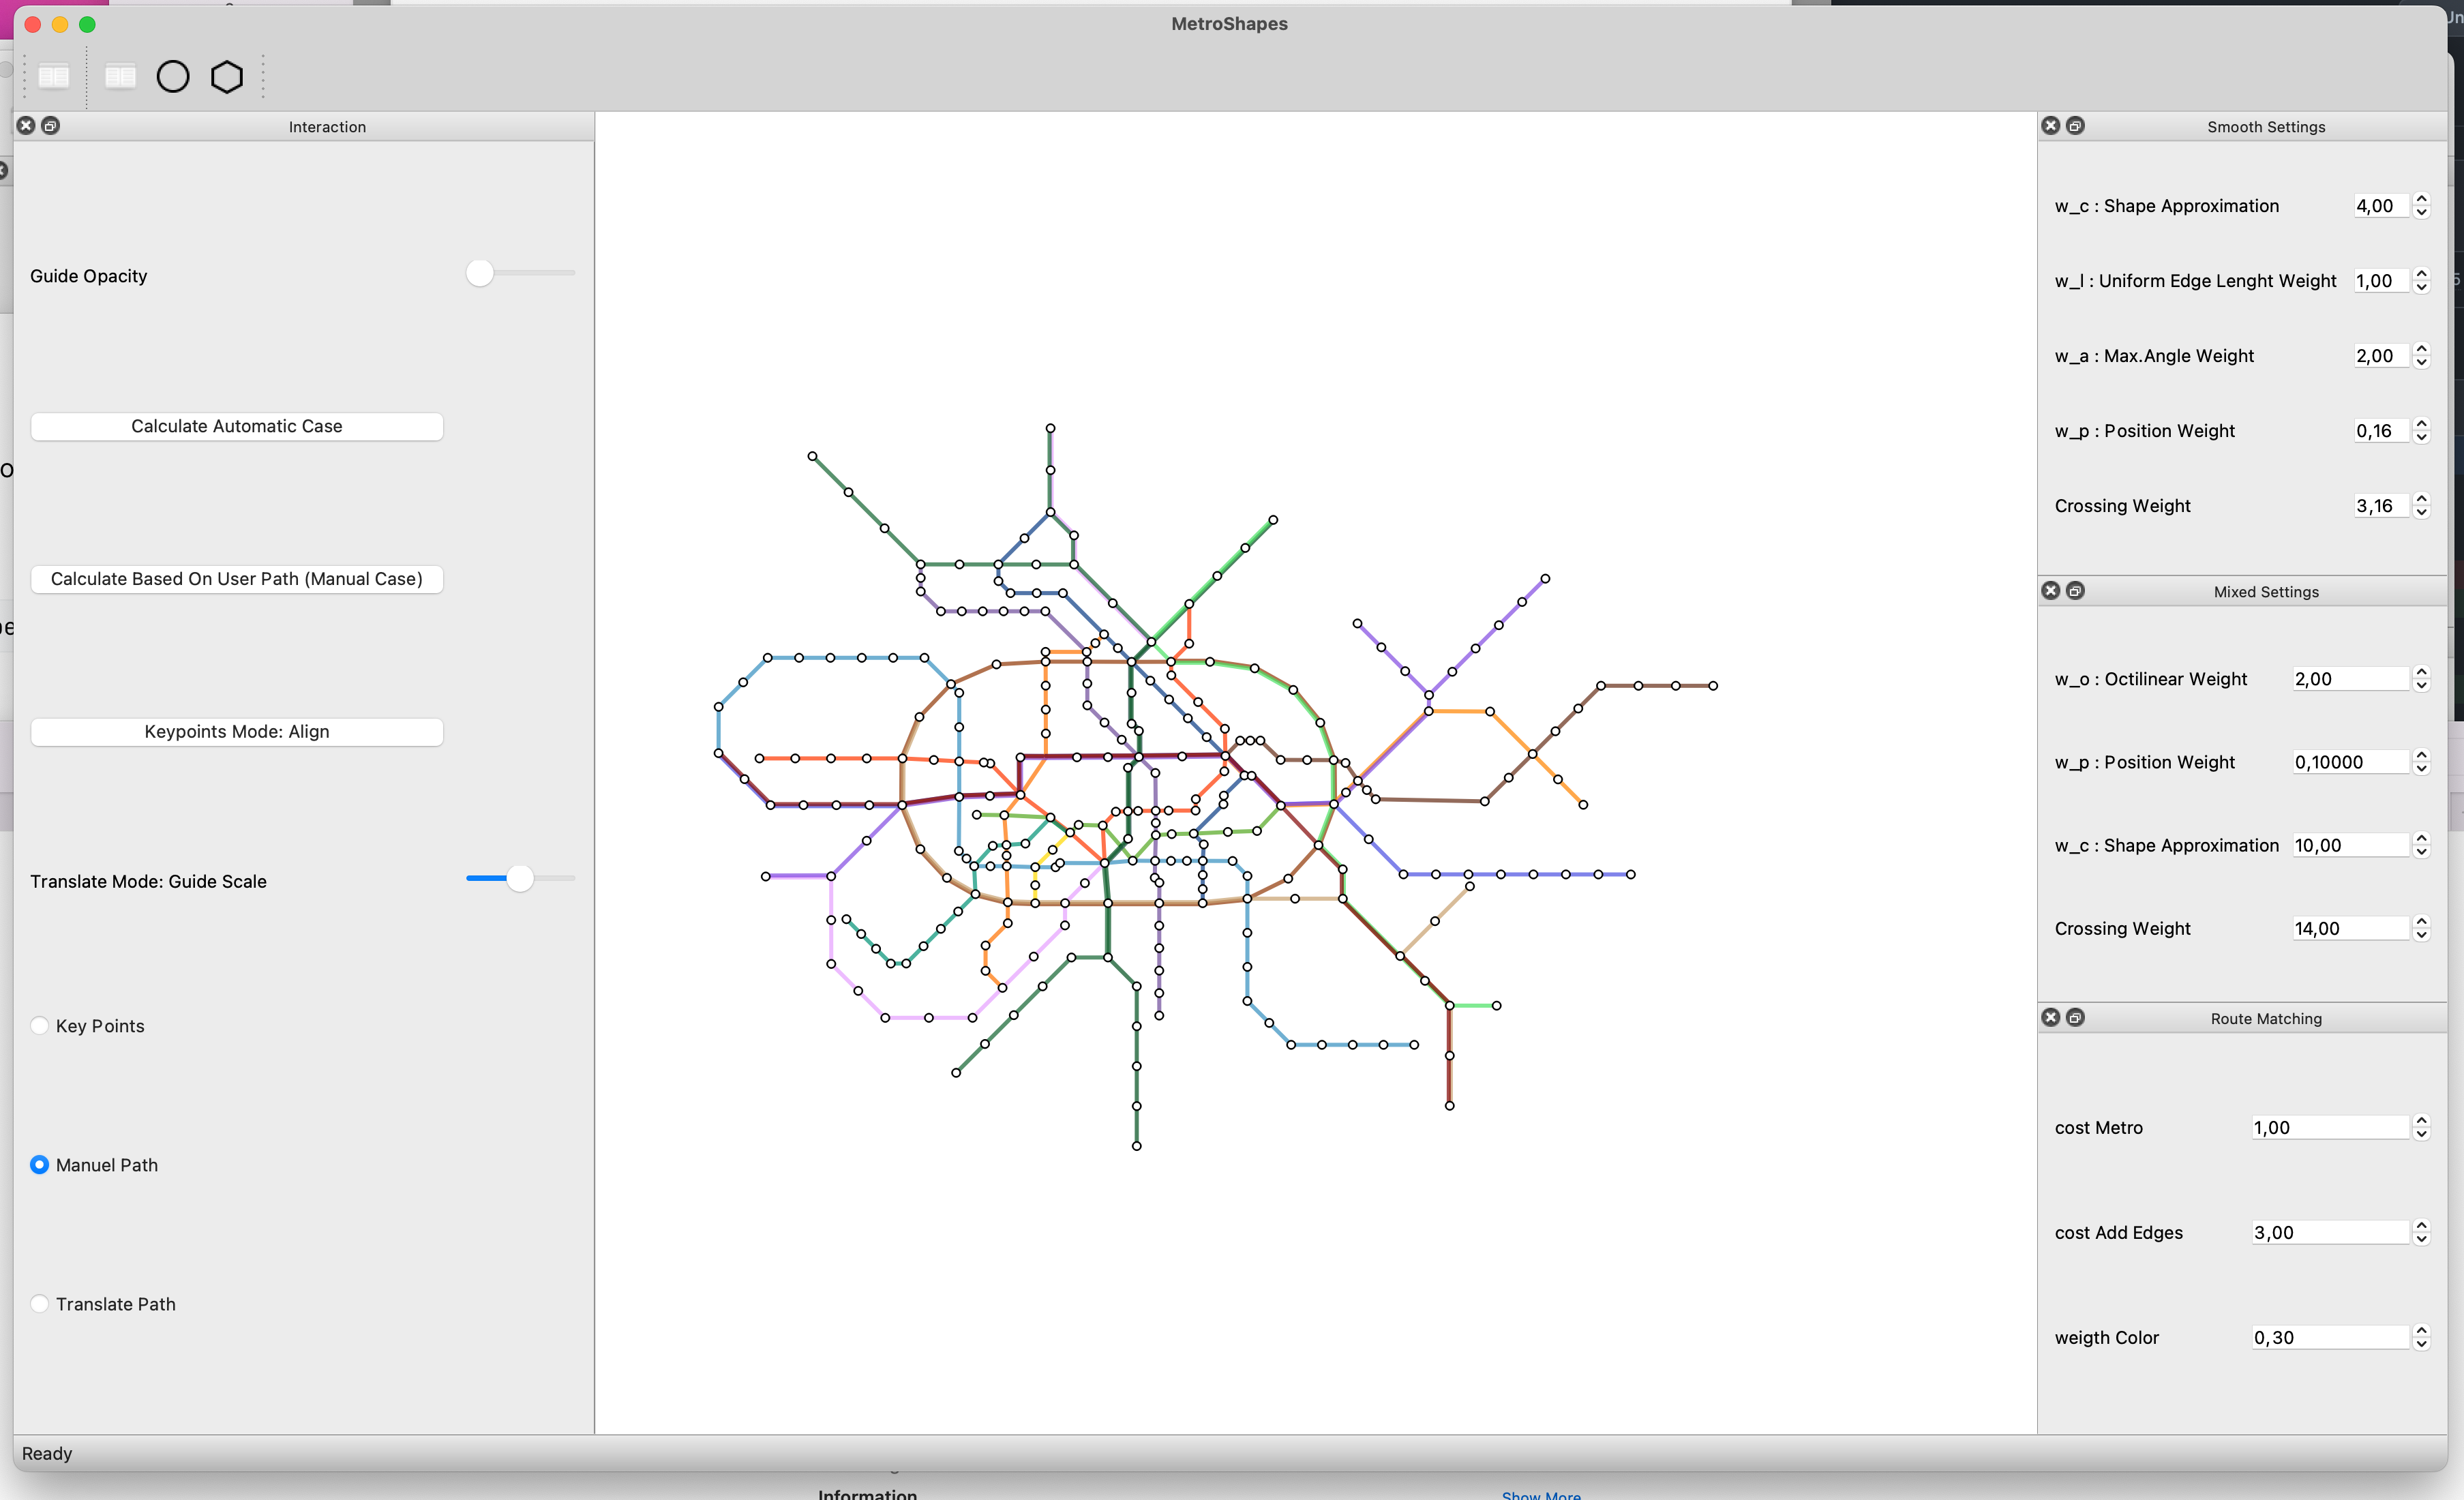 MetroShapes
Interaction
Guide Opacity
Calculate Automatic Case
Calculate Based On User Path (Manual Case)
Keypoints Mode: Align
Translate Mode: Guide Scale
Key Points
Manuel Path
Translate Path
Smooth Settings
w_c : Shape Approximation 4,00
w_l : Uniform Edge Lenght Weight 1,00
w_a : Max.Angle Weight 2,00
w_p : Position Weight 0,16
Crossing Weight 3,16
Mixed Settings
w_o : Octilinear Weight 2,00
w_p : Position Weight 0,10000
w_c : Shape Approximation 10,00
Crossing Weight 14,00
Route Matching
cost Metro 1,00
cost Add Edges 3,00
weigth Color 0,30
Ready
Information
Show More